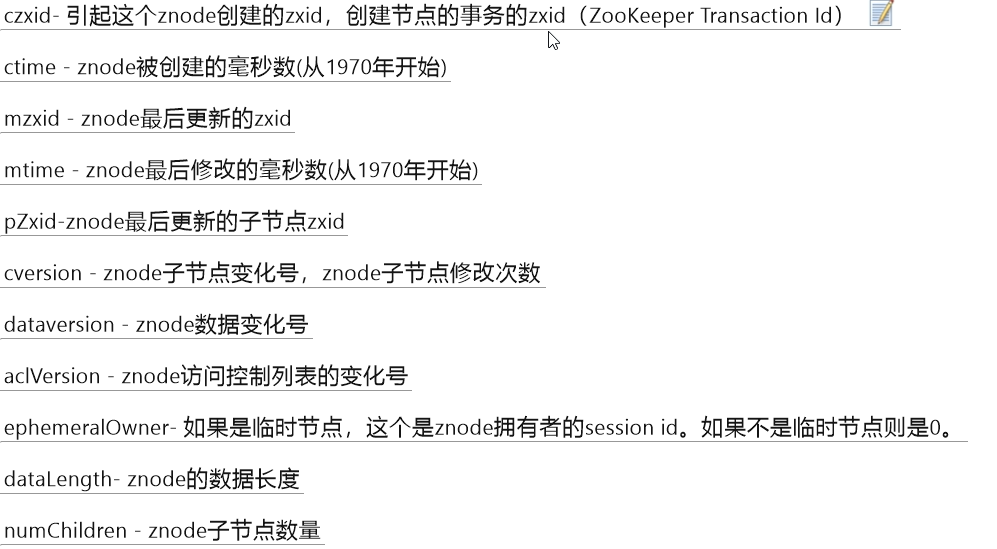 czxid- 引起这个znode创建的zxid，创建节点的事务的zxid（ZooKeeper Transaction Id）
ctime - znode被创建的毫秒数(从1970年开始)
mzxid - znode最后更新的zxid
mtime - znode最后修改的毫秒数(从1970年开始)
pZxid-znode最后更新的子节点zxid
cversion - znode子节点变化号，znode子节点修改次数
dataversion - znode数据变化号
aclVersion - znode访问控制列表的变化号
ephemeralOwner- 如果是临时节点，这个是znode拥有者的session id。如果不是临时节点则是0。
dataLength- znode的数据长度
numChildren - znode子节点数量